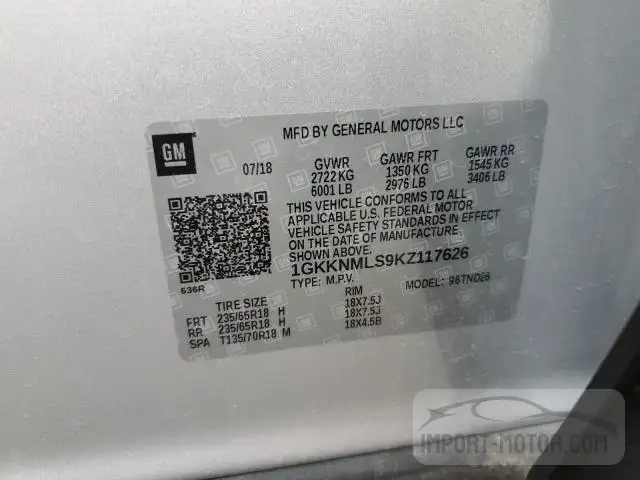 GM
MFD BY GENERAL MOTORS LLC
07/18 GVWR GAWR FRT GAWR RR
2722 KG 1350 KG 1545 KG
6001 LB 2976 LB 3406 LB
THIS VEHICLE CONFORMS TO ALL
APPLICABLE U.S. FEDERAL MOTOR
VEHICLE SAFETY STANDARDS IN EFFECT
ON THE DATE OF MANUFACTURE
SHOWN ABOVE.
1GKKNMLS9KZ117626
636R
TYPE: M.P.V. MODEL: 96TND26
TIRE SIZE RIM
FRT 235/65R18 H 18X7.5J
RR 235/65R18 H 18X7.5J
SPA T135/70R18 M 18X4.5B
IMPORT-MOTOR.COM